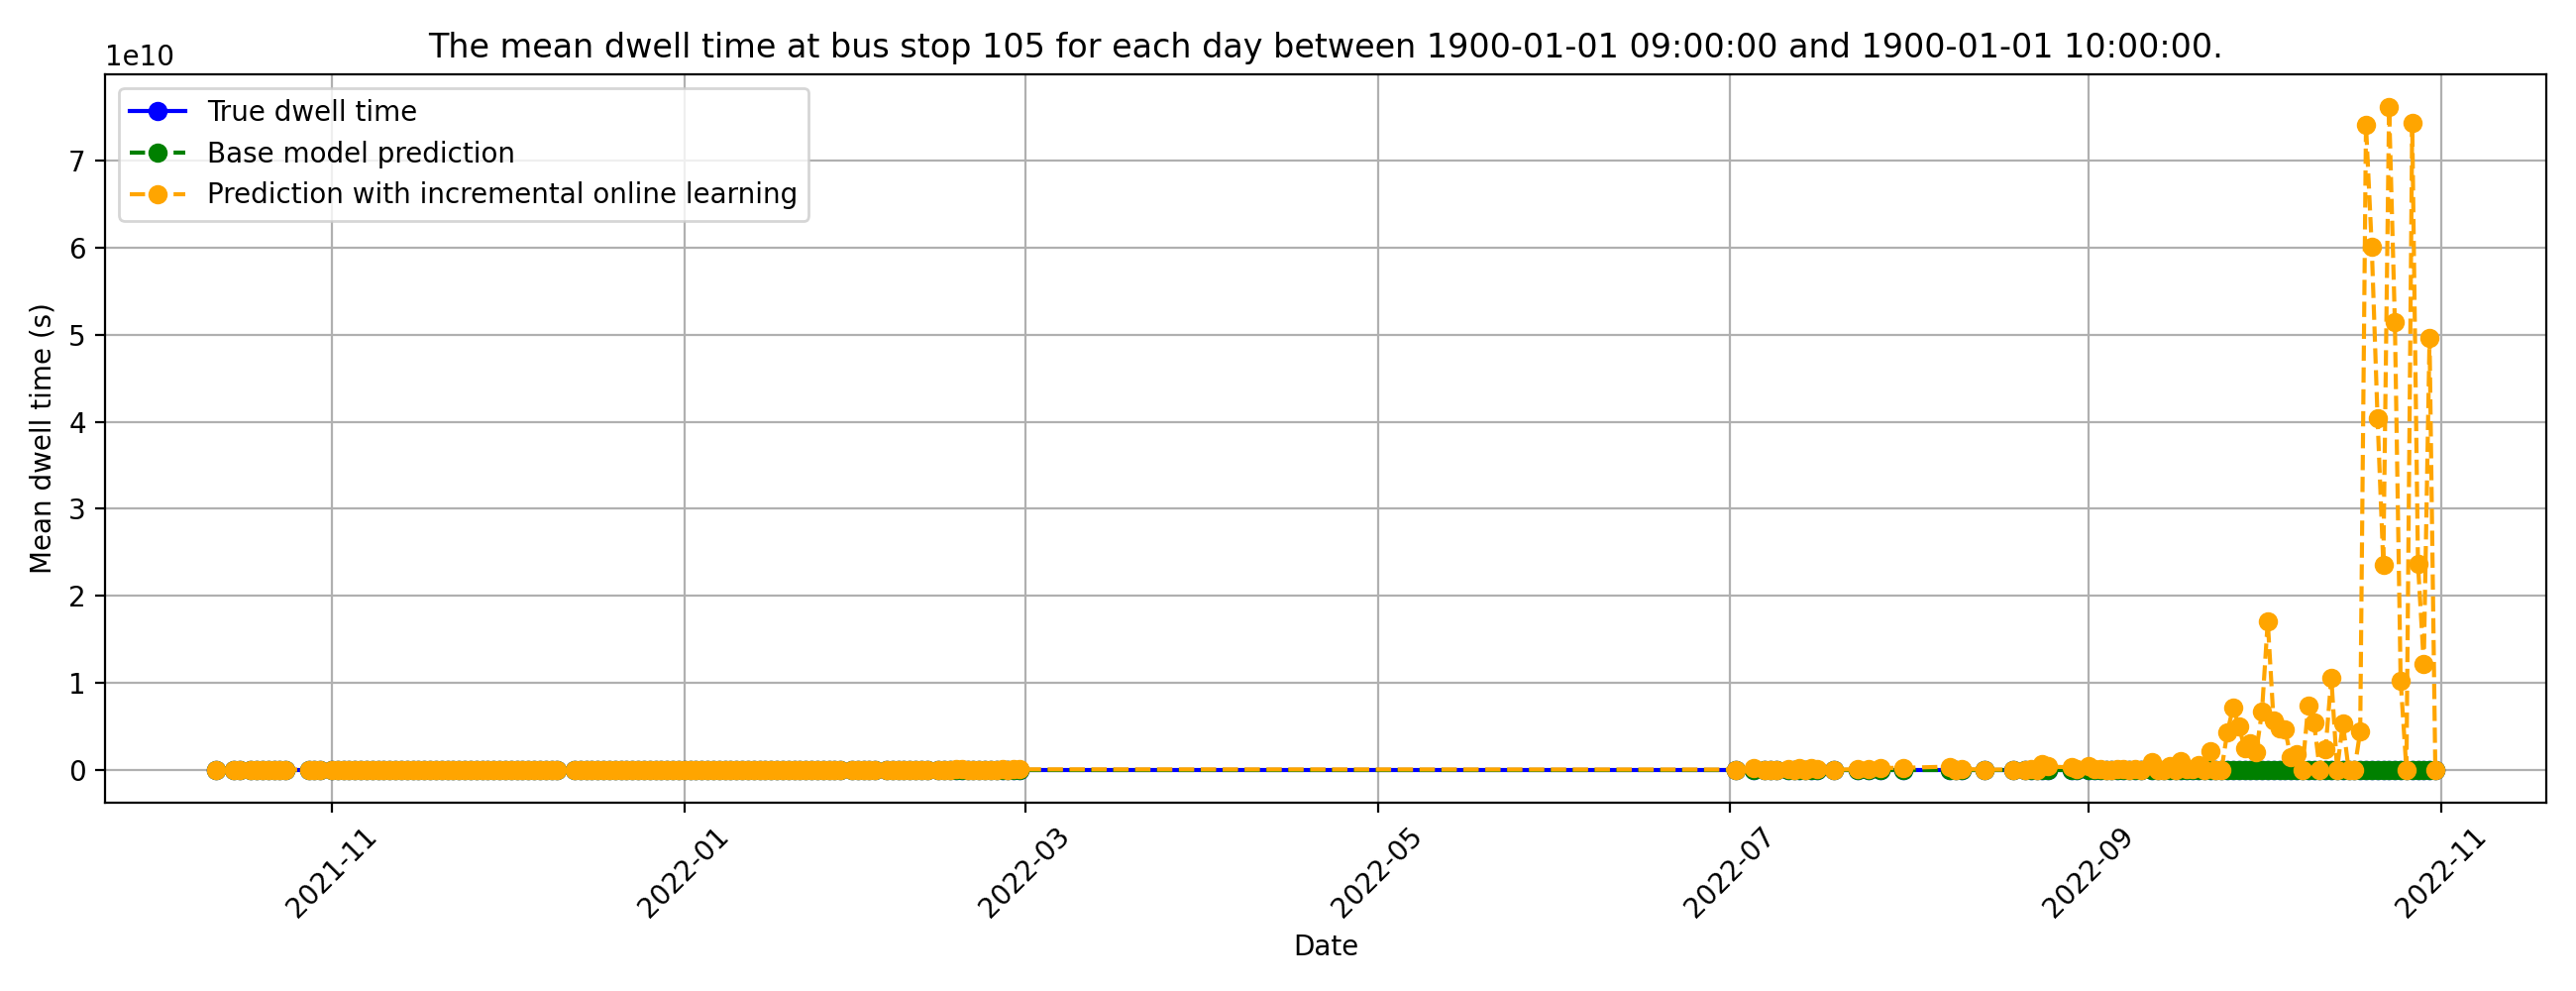 The mean dwell time at bus stop 105 for each day between 1900-01-01 09:00:00 and 1900-01-01 10:00:00.
1e10
True dwell time
Base model prediction
Prediction with incremental online learning
7
6
5
4
3
2
1
0
Mean dwell time (s)
2021-11
2022-01
2022-03
2022-05
2022-07
2022-09
2022-11
Date